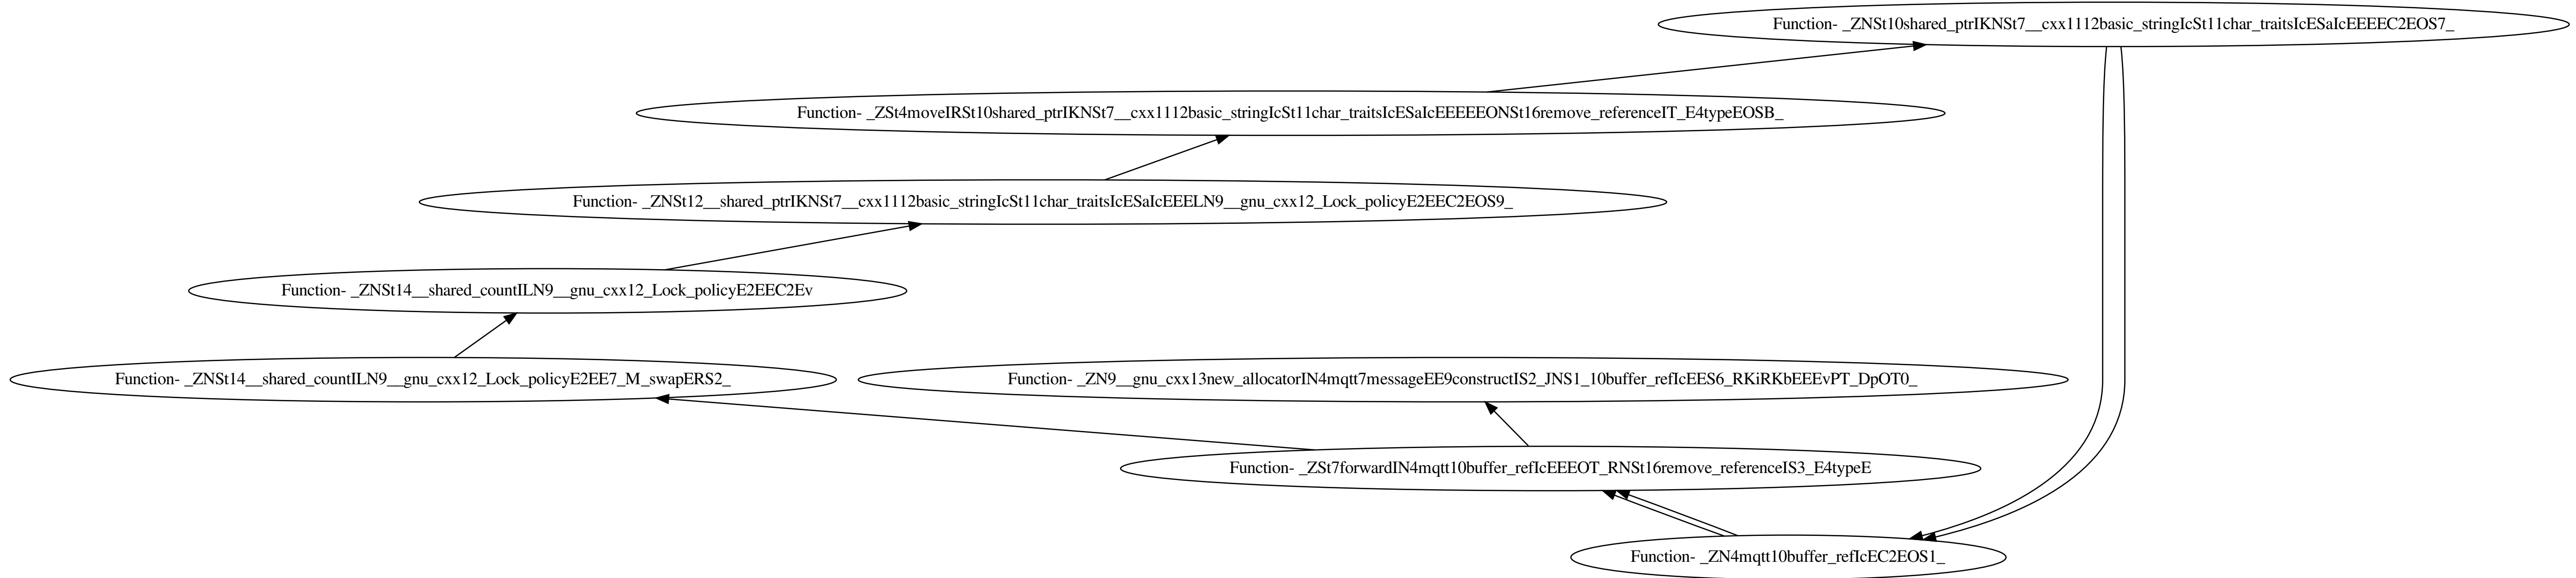 Function- _ZNSt10shared_ptrIKNSt7__cxx1112basic_stringIcSt11char_traitsIcESaIcEEEEC2EOS7_
Function- _ZSt4moveIRSt10shared_ptrIKNSt7__cxx1112basic_stringIcSt11char_traitsIcESaIcEEEEEONSt16remove_referenceIT_E4typeEOSB_
Function- _ZNSt12__shared_ptrIKNSt7__cxx1112basic_stringIcSt11char_traitsIcESaIcEEELN9__gnu_cxx12_Lock_policyE2EEC2EOS9_
Function- _ZNSt14__shared_countILN9__gnu_cxx12_Lock_policyE2EEC2Ev
Function- _ZNSt14__shared_countILN9__gnu_cxx12_Lock_policyE2EE7_M_swapERS2_
Function- _ZN9__gnu_cxx13new_allocatorIN4mqtt7messageEE9constructIS2_JNS1_10buffer_refIcEES6_RKiRKbEEEvPT_DpOT0_
Function- _ZSt7forwardIN4mqtt10buffer_refIcEEEOT_RNSt16remove_referenceIS3_E4typeE
Function- _ZN4mqtt10buffer_refIcEC2EOS1_